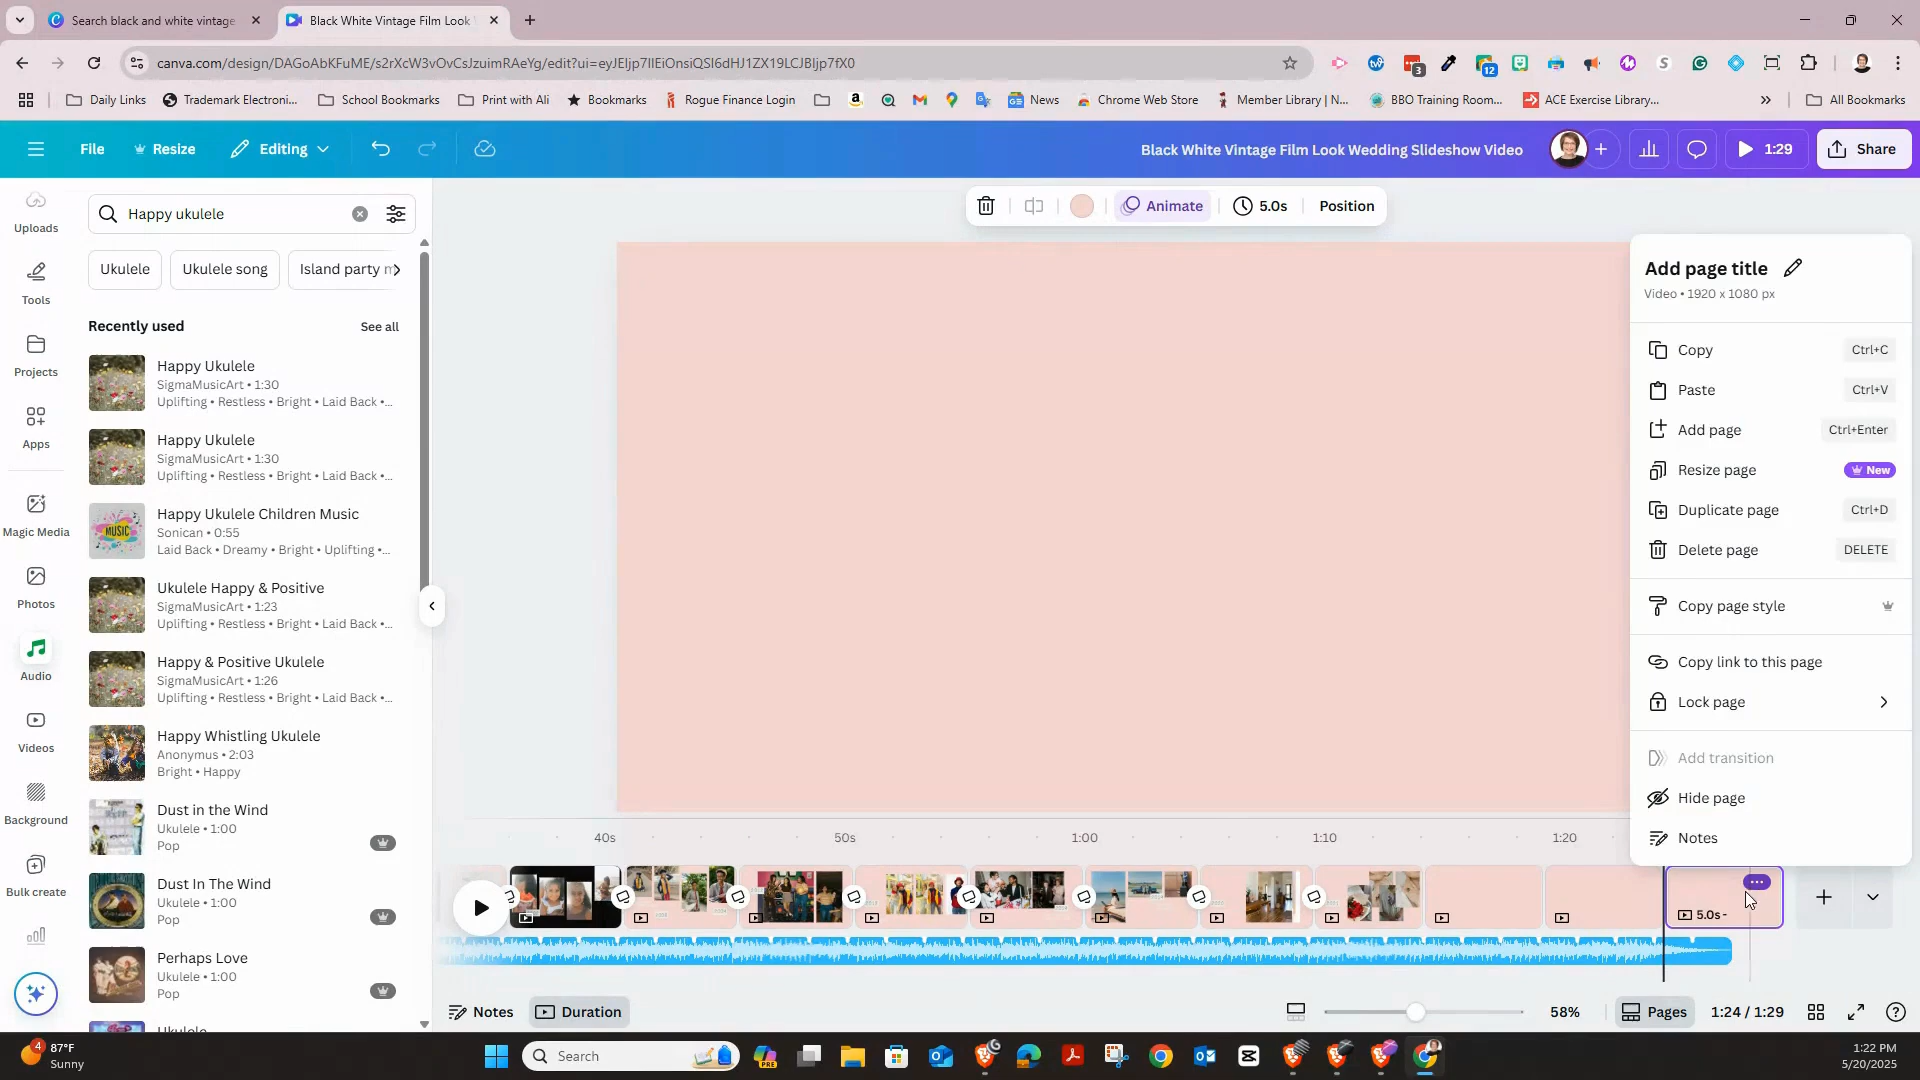 Search black and white vintage
Black White Vintage Film Look
canva.com/design/DAGoAbKFuME/s2rXcW3vOvCsJzuimRAeYg/edit?ui=eyJEIjp7IlEiOnsiQSI6dHJ1ZX19LCJBIjp7fX0
3
12
Daily Links
Trademark Electroni...
School Bookmarks
Print with Ali
Bookmarks
Rogue Finance Login
News
Chrome Web Store
Member Library | N...
BBO Training Room...
ACE Exercise Library...
All Bookmarks
File
Resize
Editing
Black White Vintage Film Look Wedding Slideshow Video
1:29
Share
Uploads
Tools
Projects
Apps
Magic Media
Photos
Audio
Videos
Background
Bulk create
Happy ukulele
Ukulele
Ukulele song
Island party m
Recently used
See all
Happy Ukulele
SigmaMusicArt • 1:30
Uplifting • Restless • Bright • Laid Back •...
Happy Ukulele
SigmaMusicArt • 1:30
Uplifting • Restless • Bright • Laid Back •...
MUSIC
Happy Ukulele Children Music
Sonican • 0:55
Laid Back • Dreamy • Bright • Uplifting •...
Ukulele Happy & Positive
SigmaMusicArt • 1:23
Uplifting • Restless • Bright • Laid Back •...
Happy & Positive Ukulele
SigmaMusicArt • 1:26
Uplifting • Restless • Bright • Laid Back •...
Happy Whistling Ukulele
Anonymus • 2:03
Bright • Happy
Dust in the Wind
Ukulele • 1:00
Pop
Dust In The Wind
Ukulele • 1:00
Pop
Perhaps Love
Ukulele • 1:00
Pop
Ukulele
Animate
5.0s
Position
Add page title
Video • 1920 x 1080 px
Copy Ctrl+C
Paste Ctrl+V
Add page Ctrl+Enter
Resize page New
Duplicate page Ctrl+D
Delete page DELETE
Copy page style
Copy link to this page
Lock page
Add transition
Hide page
Notes
40s
50s
1:00
1:10
1:20
5.0s -
Notes
Duration
58%
Pages
1:24 / 1:29
4
87°F
Sunny
Search
PRE
1:22 PM
5/20/2025